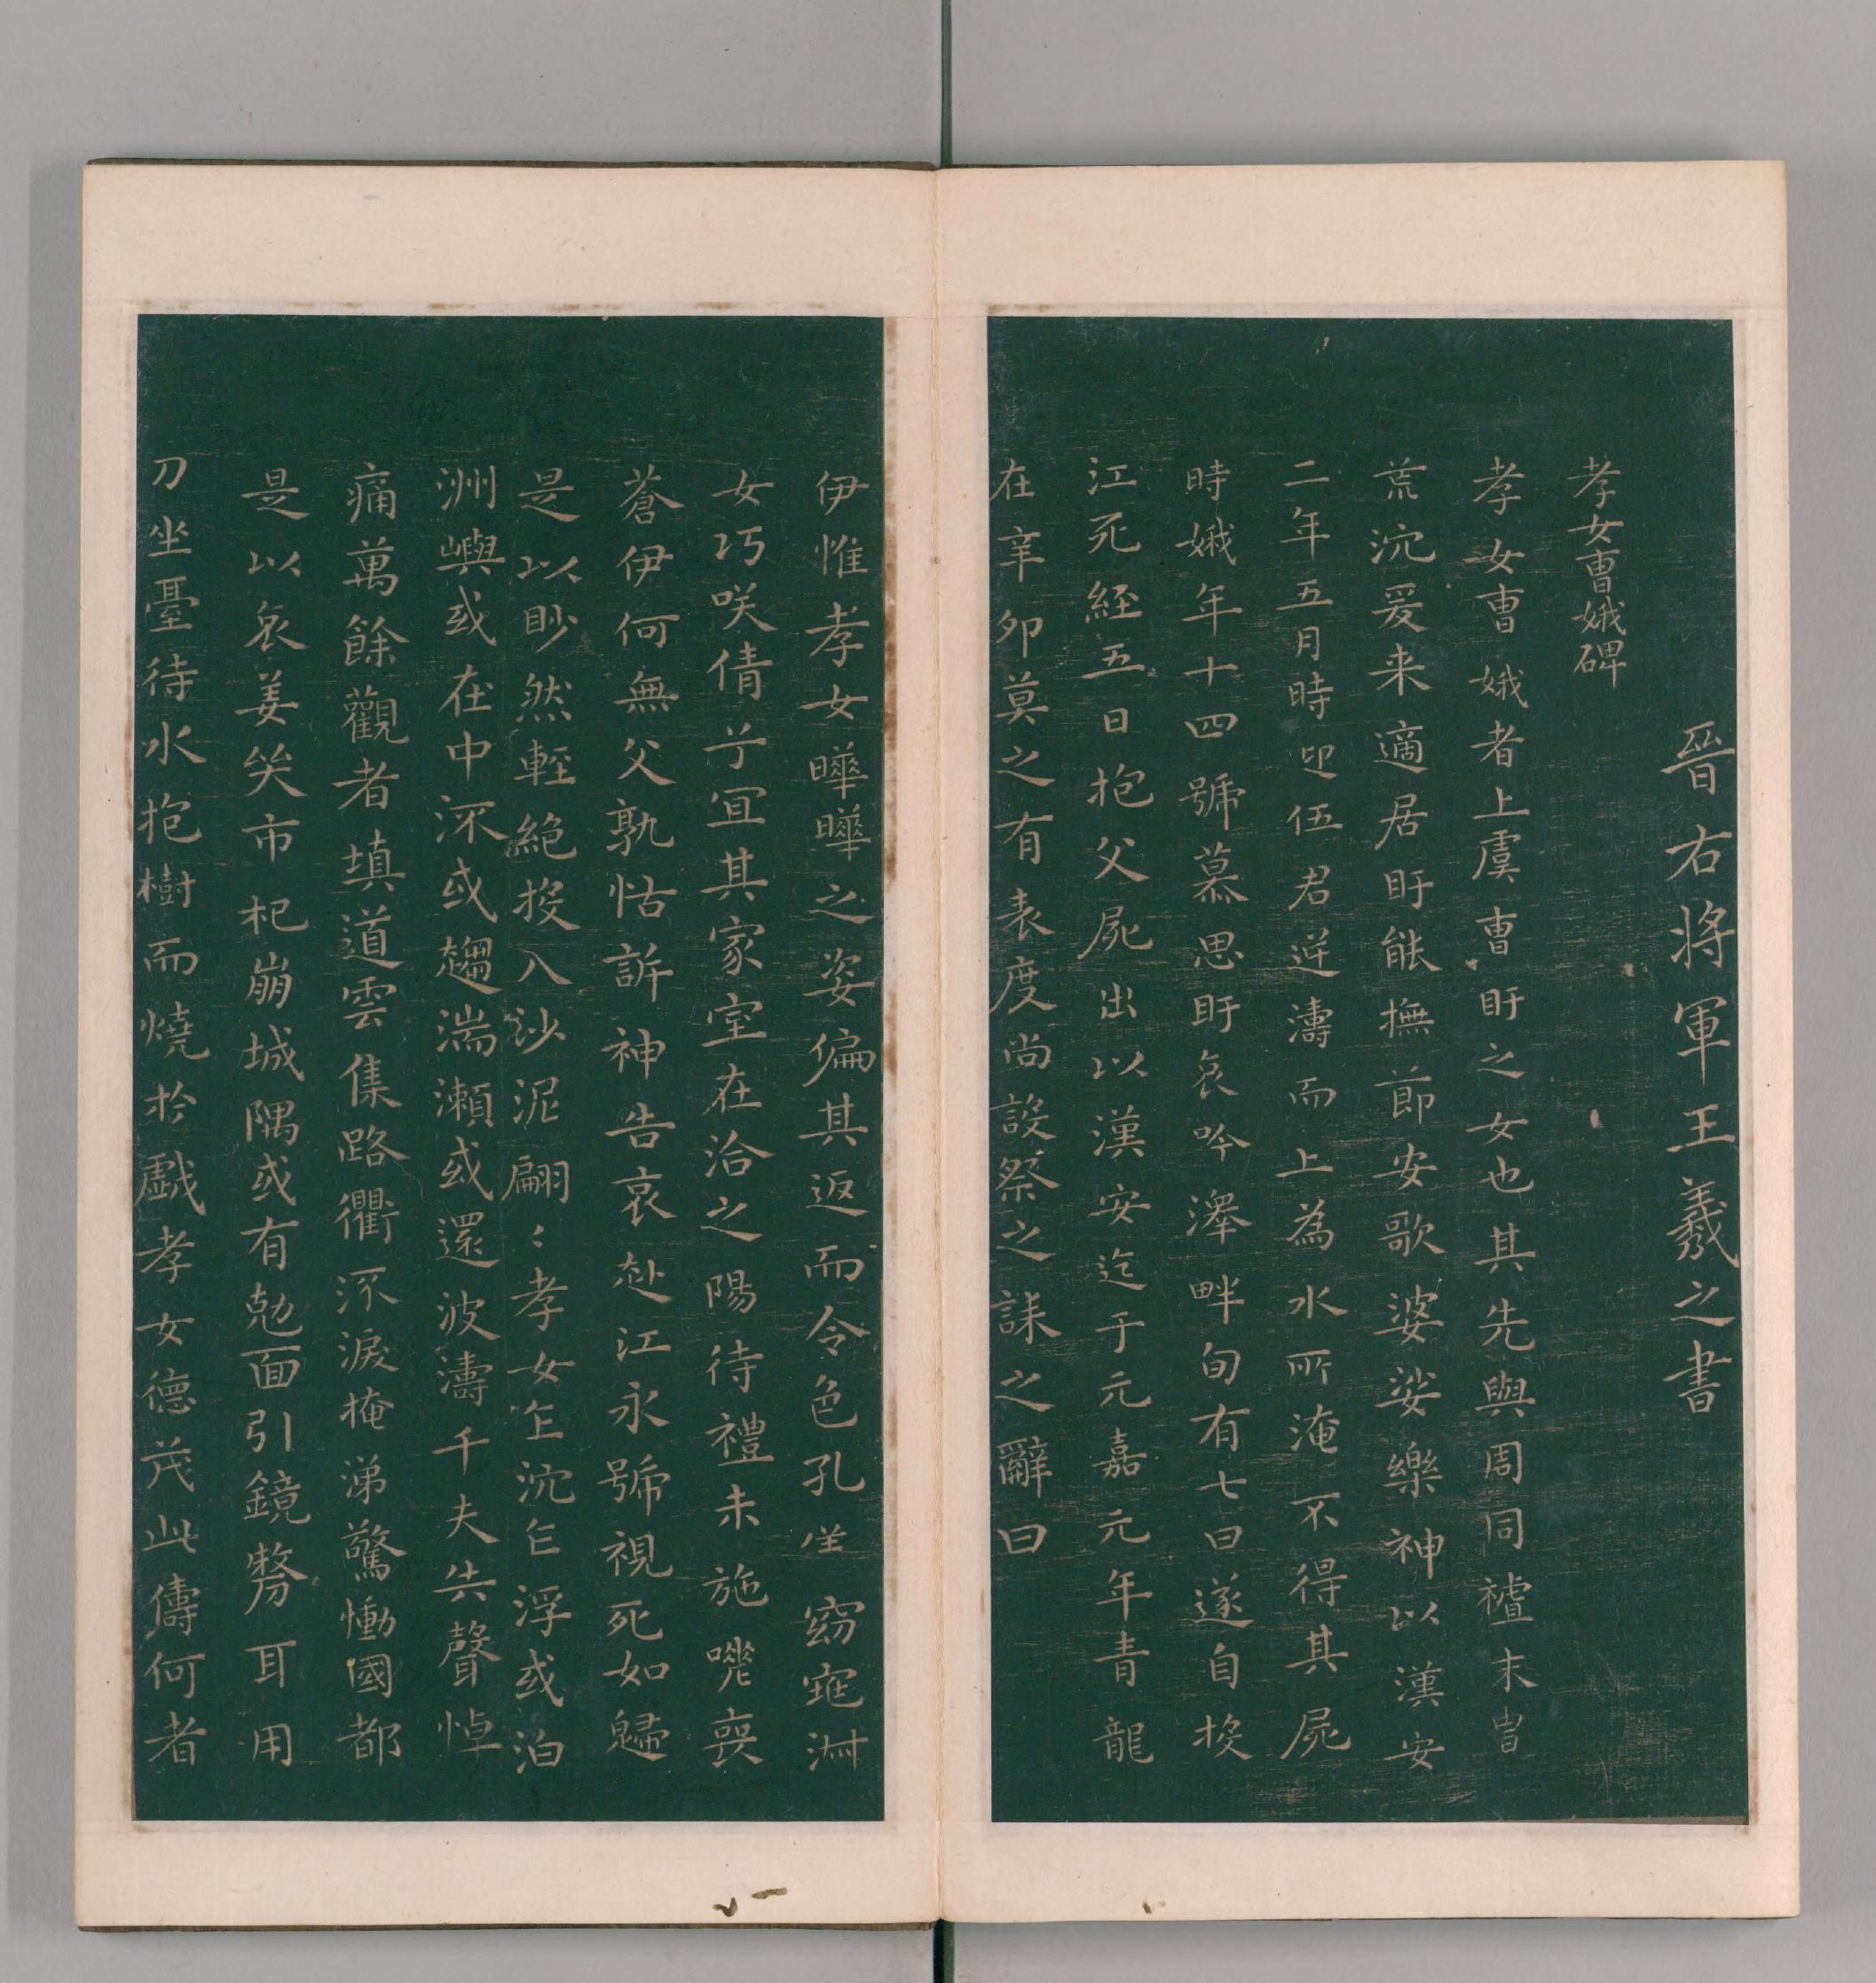 晉右將軍王羲之書
孝女曹娥碑
孝女曹娥者上虞曹盱之女也其先與周同禇末胄
荒沉爰来適居盱能撫節安歌婆娑樂神以漢安
二年五月時迎伍君逆濤而上為水所淹不得其屍
時娥年十四號慕思盱哀吟澤畔旬有七日遂自投
江死經五日抱父屍出以漢安迄于元嘉元年青龍
在辛卯莫之有表度尚設祭之誄之辭曰
伊惟孝女曄曄之姿偏其返而令色孔㘴窈窕淋
女巧咲倩兮宜其家室在洽之陽待禮未施嗟喪
蒼伊何無父孰怙訴神告哀赴江永號視死如歸
是以眇然輕絶投入沙泥翩〻孝女乍沉乍浮或泊
洲嶼或在中流或趨湍瀬或還波濤千夫失聲悼
痛萬餘觀者填道雲集路衢流淚掩涕驚慟國都
是以哀姜哭市杞崩城隅或有勊面引鏡剺耳用
刀坐臺待水抱樹而燒於戯孝女德茂此儔何者